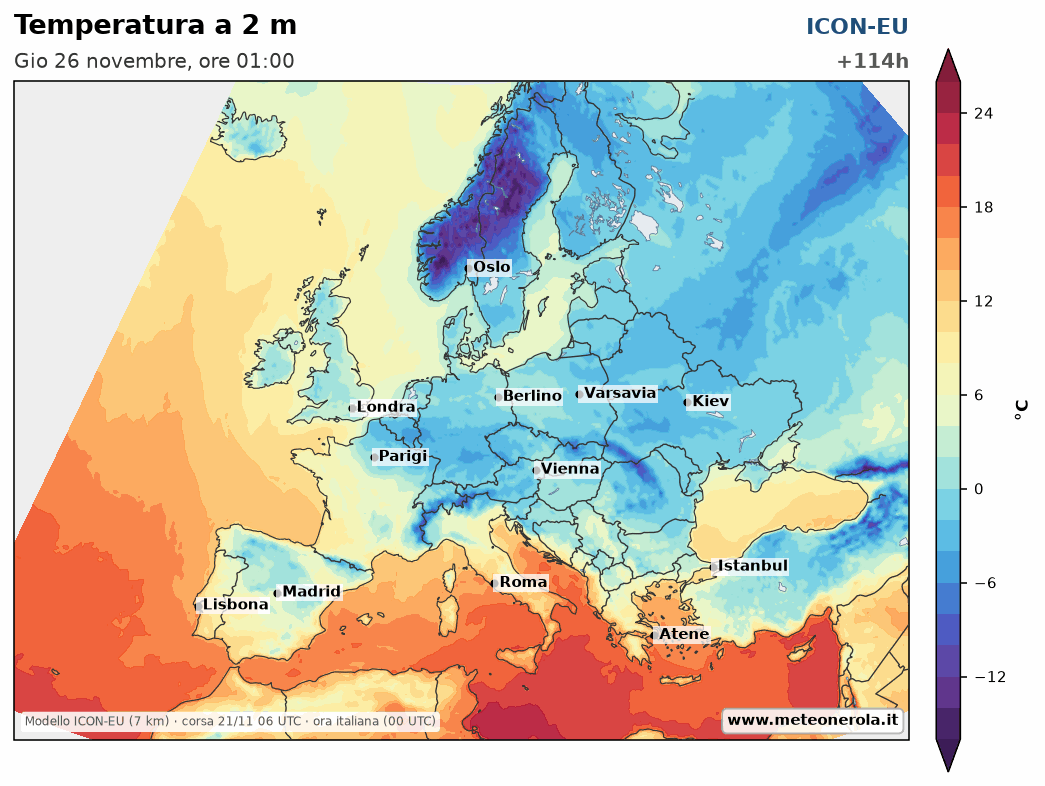 Temperatura a 2 m
ICON-EU
Gio 26 novembre, ore 01:00
+114h
24
18
12
6
0
−6
−12
°C
Oslo
Berlino
Varsavia
Kiev
Londra
Parigi
Vienna
Istanbul
Roma
Madrid
Lisbona
Atene
Modello ICON-EU (7 km) · corsa 21/11 06 UTC · ora italiana (00 UTC)
www.meteonerola.it